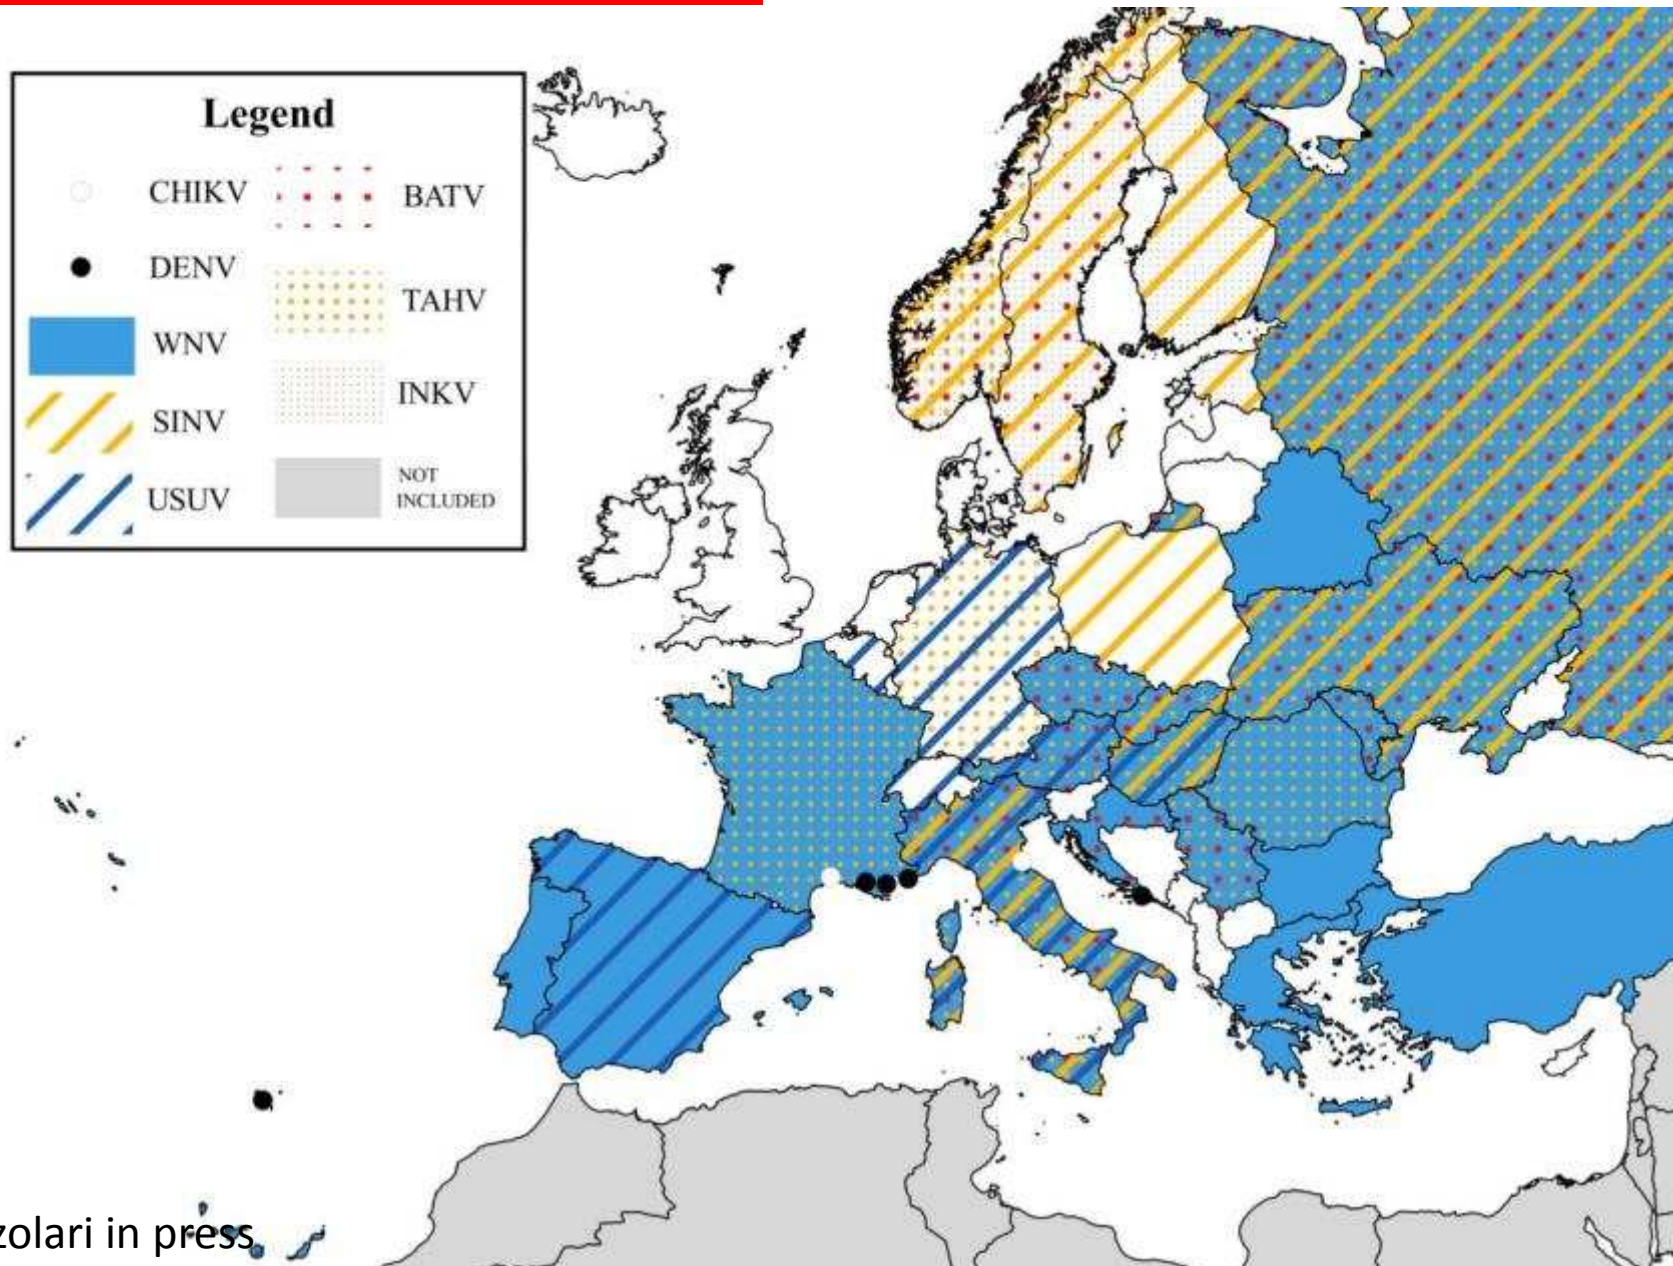 Legend
CHIKV
DENV
WNV
SINV
USUV
BATV
TAHV
INKV
NOT
INCLUDED
zolari in press